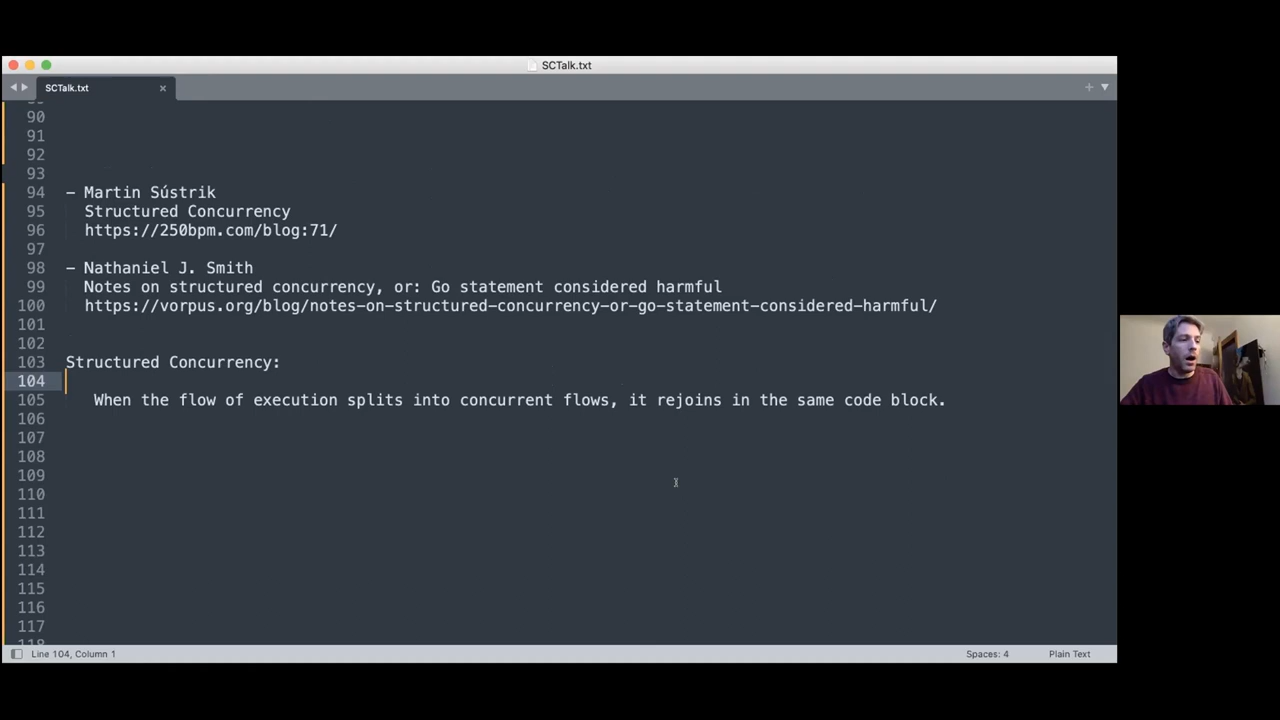 SCTalk.txt
SCTalk.txt
90
91
92
93
94 – Martin Sústrik
95 Structured Concurrency
96 https://250bpm.com/blog:71/
97
98 – Nathaniel J. Smith
99 Notes on structured concurrency, or: Go statement considered harmful
100 https://vorpus.org/blog/notes-on-structured-concurrency-or-go-statement-considered-harmful/
101
102
103 Structured Concurrency:
104
105 When the flow of execution splits into concurrent flows, it rejoins in the same code block.
106
107
108
109
110
111
112
113
114
115
116
117
Line 104, Column 1 Spaces: 4 Plain Text